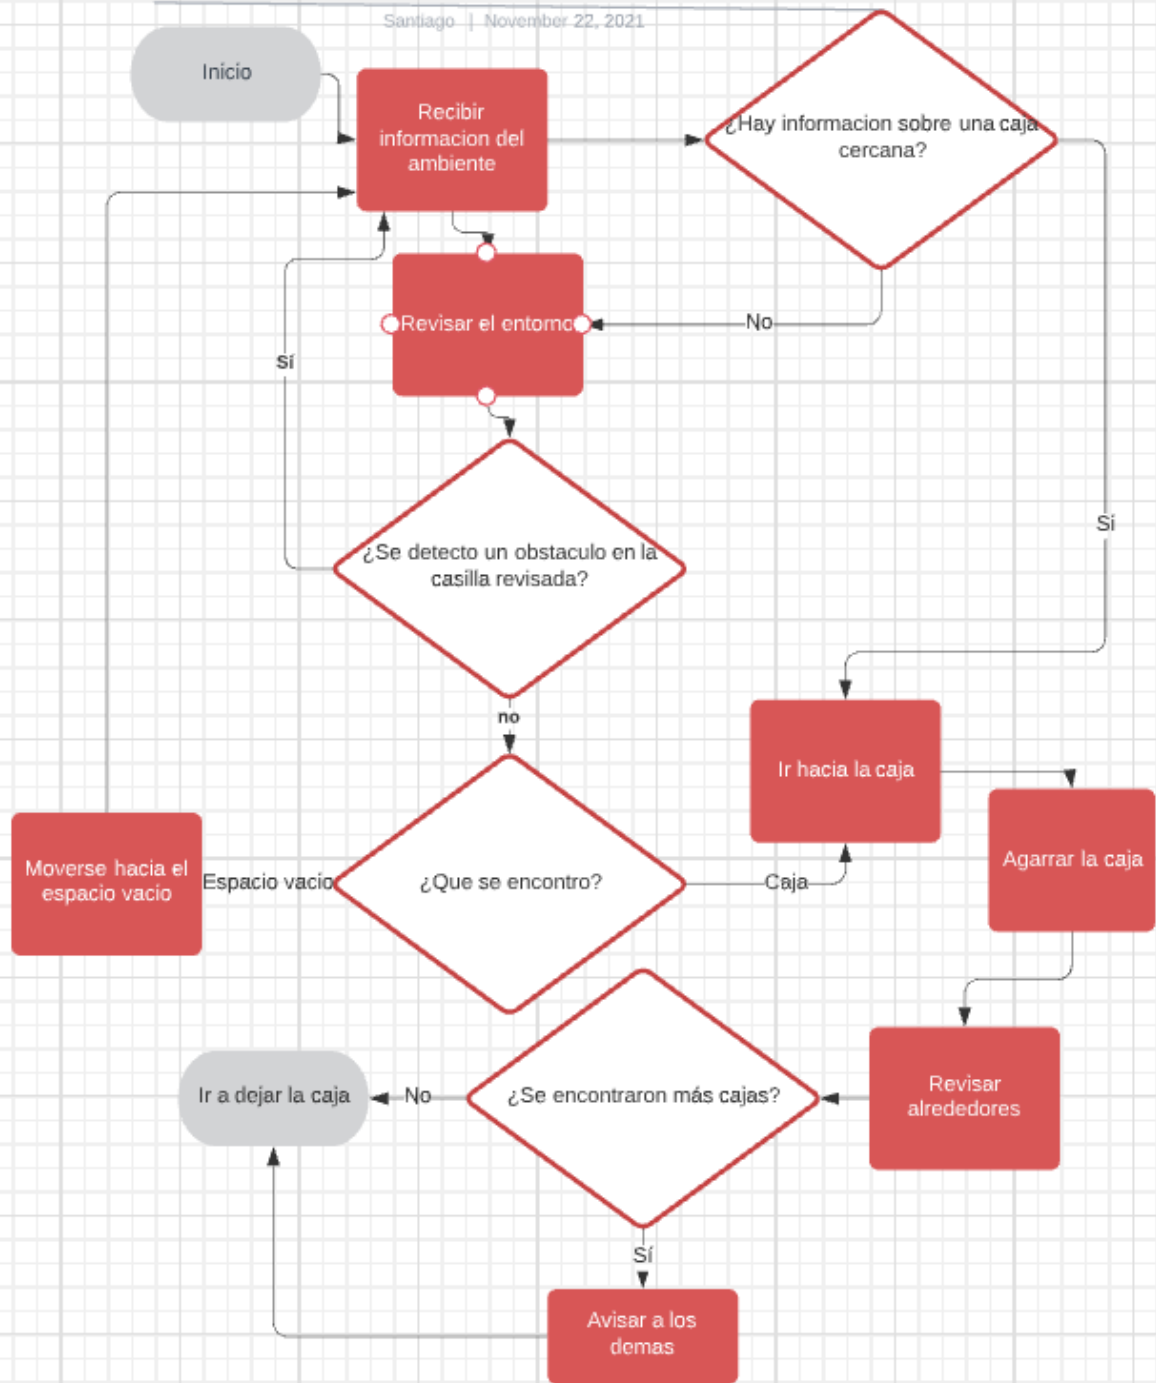 Santiago | November 22, 2021
Inicio
Recibir
informacion del
ambiente
¿Hay informacion sobre una caja
cercana?
Revisar el entorno
No
Sí
¿Se detecto un obstaculo en la
casilla revisada?
Sí
no
Ir hacia la caja
Agarrar la caja
Moverse hacia el
espacio vacio
Espacio vacio
¿Que se encontro?
Caja
Revisar
alrededores
¿Se encontraron más cajas?
No
Ir a dejar la caja
Sí
Avisar a los
demas